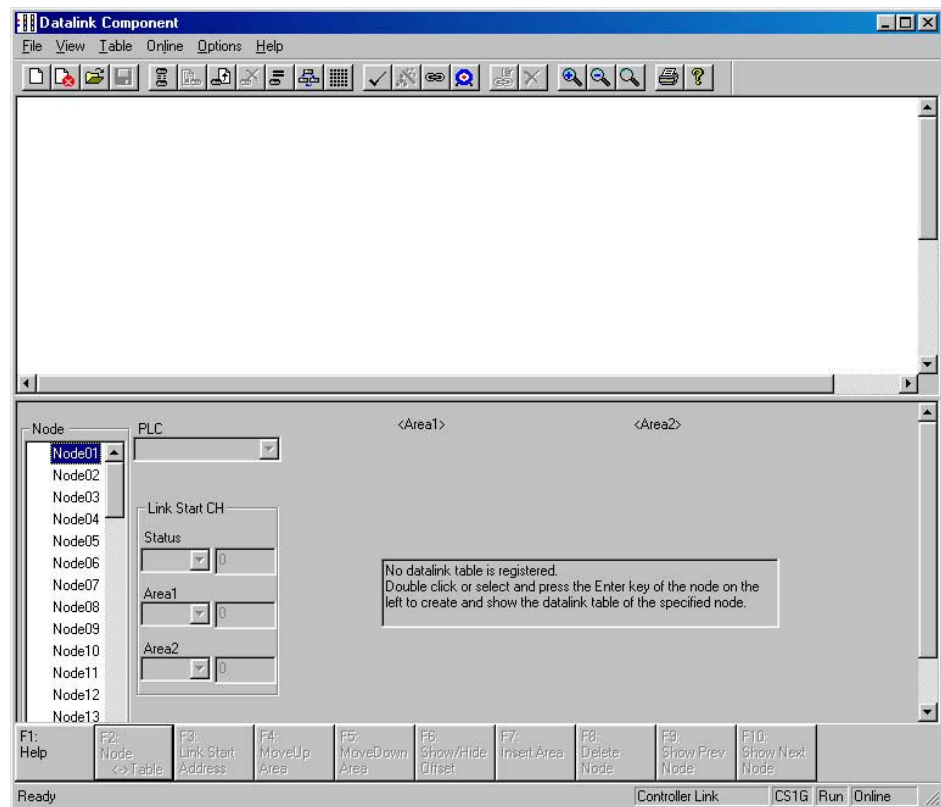 Datalink Component
File View Table Online Options Help
<Area1> <Area2>
Node
PLC
Node01
Node02
Node03
Node04
Node05
Node06
Node07
Node08
Node09
Node10
Node11
Node12
Node13
Link Start CH
Status
0
Area1
0
Area2
0
No datalink table is registered.
Double click or select and press the Enter key of the node on the
left to create and show the datalink table of the specified node.
F1:
Help
F2:
Node
<->Table
F3:
Link Start
Address
F4:
MoveUp
Area
F5:
MoveDown
Area
F6:
Show/Hide
Offset
F7:
Insert Area
F8:
Delete
Node
F9:
Show Prev
Node
F10:
Show Next
Node
Ready
Controller Link CS1G Run Online